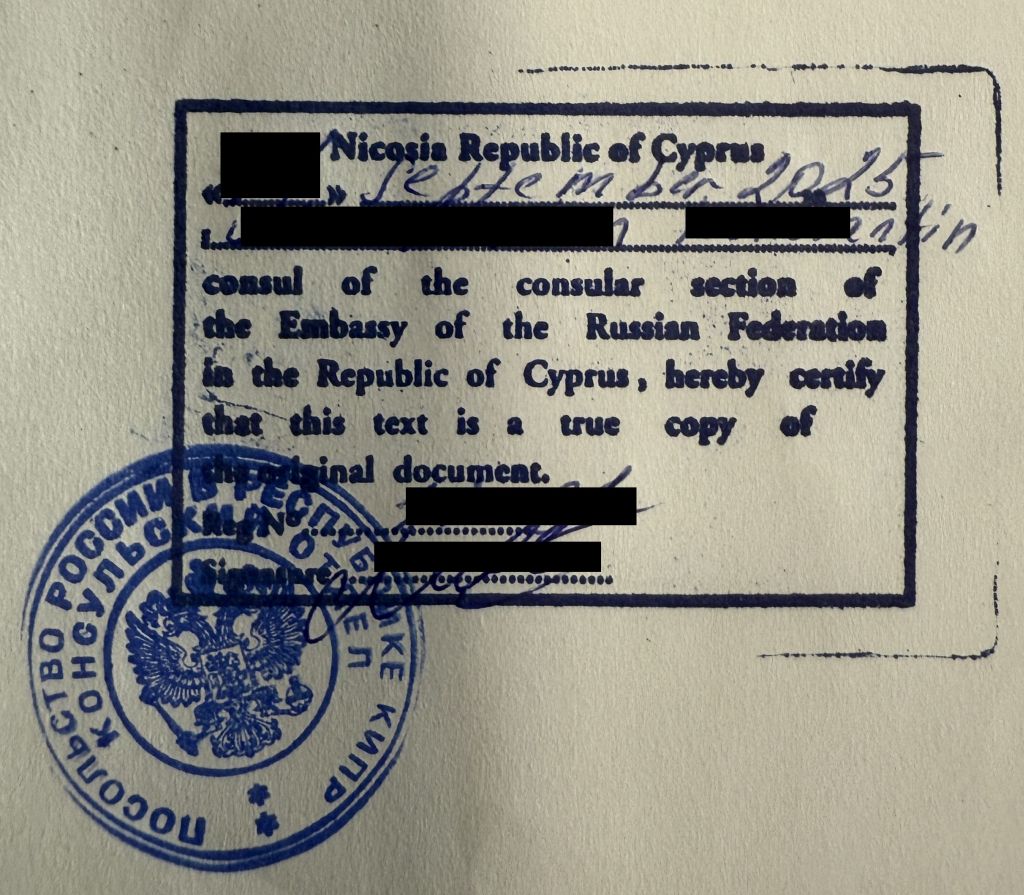 Nicosia Republic of Cyprus
« » September 2025
I
consul of the consular section of
the Embassy of the Russian Federation
in the Republic of Cyprus, hereby certify
that this text is a true copy of
the original document.
Reg N°
Signature
ПОСОЛЬСТВО РОССИИ В РЕСПУБЛИКЕ КИПР
КОНСУЛЬСКИЙ ОТДЕЛ